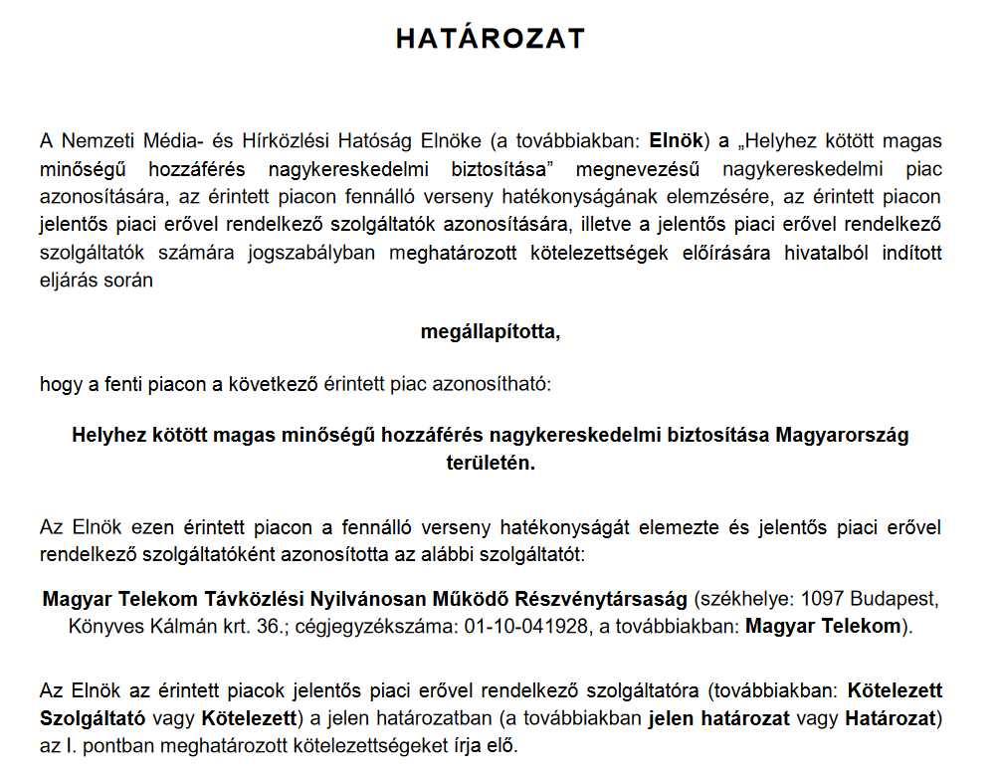 HATÁROZAT
A Nemzeti Média- és Hírközlési Hatóság Elnöke (a továbbiakban: Elnök) a „Helyhez kötött magas
minőségű hozzáférés nagykereskedelmi biztosítása” megnevezésű nagykereskedelmi piac
azonosítására, az érintett piacon fennálló verseny hatékonyságának elemzésére, az érintett piacon
jelentős piaci erővel rendelkező szolgáltatók azonosítására, illetve a jelentős piaci erővel rendelkező
szolgáltatók számára jogszabályban meghatározott kötelezettségek előírására hivatalból indított
eljárás során
megállapította,
hogy a fenti piacon a következő érintett piac azonosítható:
Helyhez kötött magas minőségű hozzáférés nagykereskedelmi biztosítása Magyarország
területén.
Az Elnök ezen érintett piacon a fennálló verseny hatékonyságát elemezte és jelentős piaci erővel
rendelkező szolgáltatóként azonosította az alábbi szolgáltatót:
Magyar Telekom Távközlési Nyilvánosan Működő Részvénytársaság (székhelye: 1097 Budapest,
Könyves Kálmán krt. 36.; cégjegyzékszáma: 01-10-041928, a továbbiakban: Magyar Telekom).
Az Elnök az érintett piacok jelentős piaci erővel rendelkező szolgáltatóra (továbbiakban: Kötelezett
Szolgáltató vagy Kötelezett) a jelen határozatban (a továbbiakban jelen határozat vagy Határozat)
az I. pontban meghatározott kötelezettségeket írja elő.